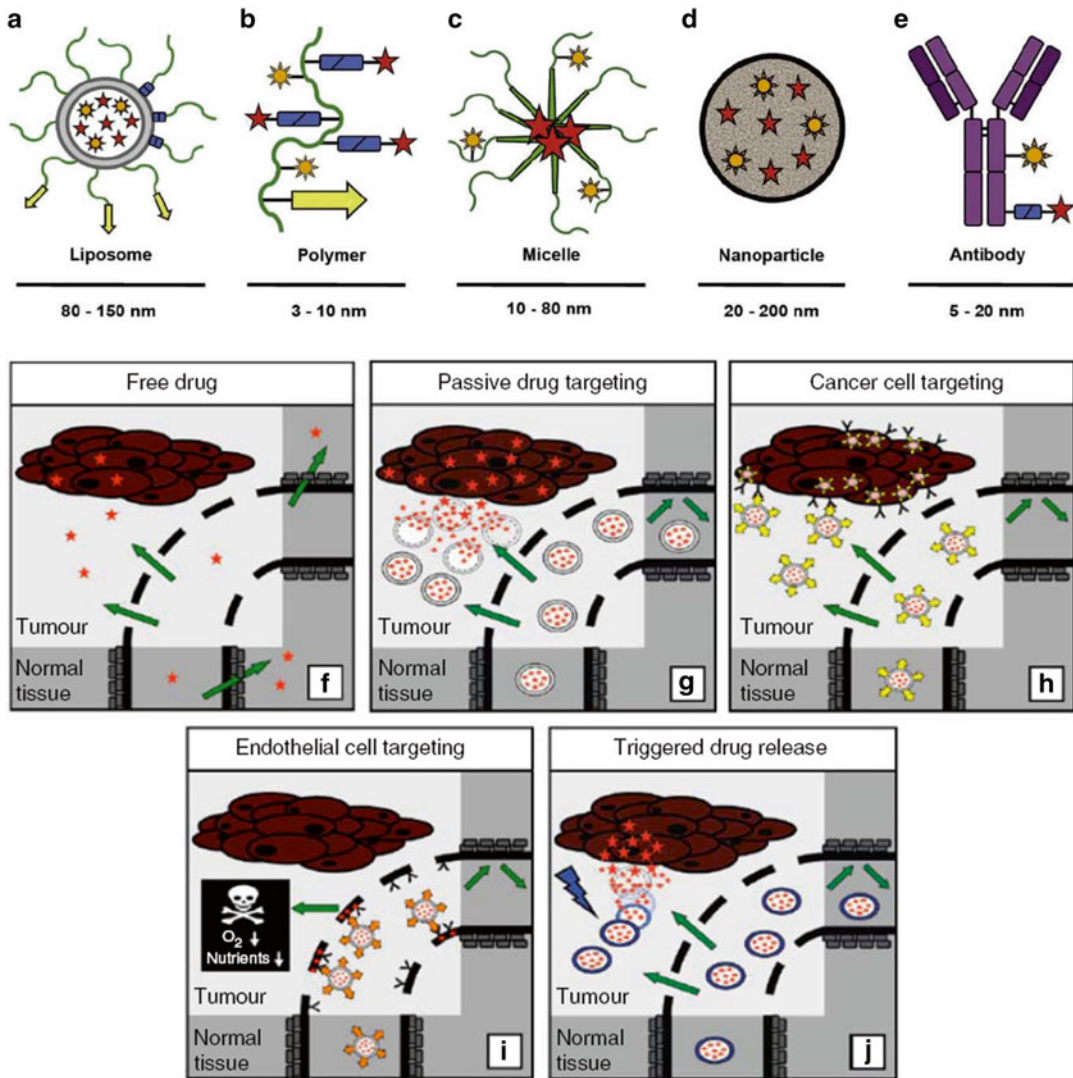 a
b
c
d
e
Liposome
Polymer
Micelle
Nanoparticle
Antibody
80 - 150 nm
3 - 10 nm
10 - 80 nm
20 - 200 nm
5 - 20 nm
Free drug
Passive drug targeting
Cancer cell targeting
Tumour
Normal
tissue
f
Tumour
Normal
tissue
g
Tumour
Normal
tissue
h
Endothelial cell targeting
Triggered drug release
O2 ↓
Nutrients ↓
Tumour
Normal
tissue
i
Tumour
Normal
tissue
j